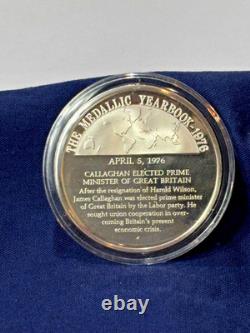 THE MEDALLIC YEARBOOK·1976
APRIL 5, 1976
CALLAGHAN ELECTED PRIME
MINISTER OF GREAT BRITAIN
After the resignation of Harold Wilson,
James Callaghan was elected prime minister
of Great Britain by the Labor party. He
sought union cooperation in over-
coming Britain's present
economic crisis.
thesteamboat.com